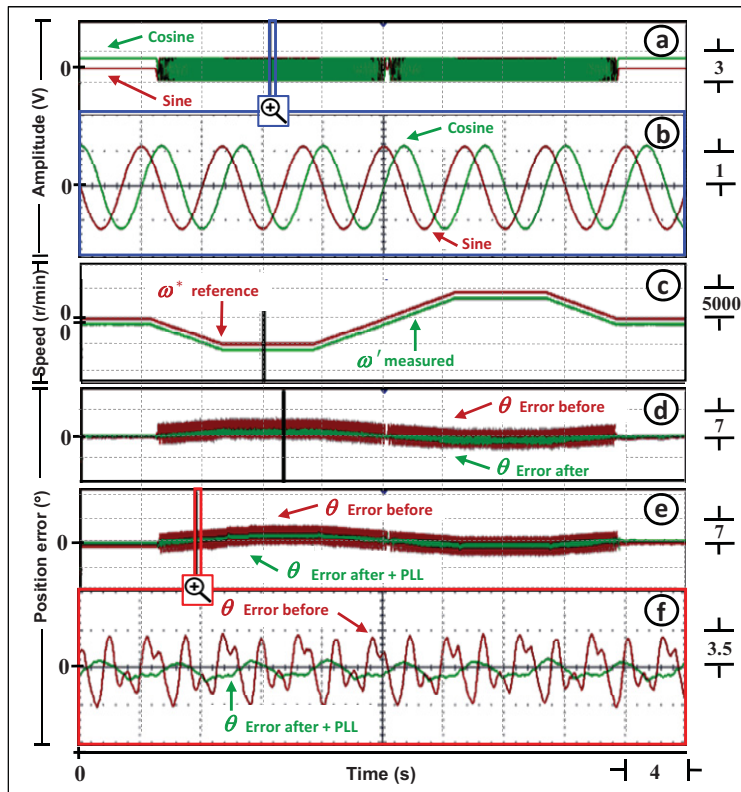 a
Cosine
0
Sine
3
Amplitude (V)
b
Cosine
0
Sine
1
c
ω* reference
0
0
ω' measured
5000
Speed (r/min)
d
θ Error before
0
θ Error after
7
e
θ Error before
0
θ Error after + PLL
7
Position error (°)
f
θ Error before
0
θ Error after + PLL
3.5
0
Time (s)
4